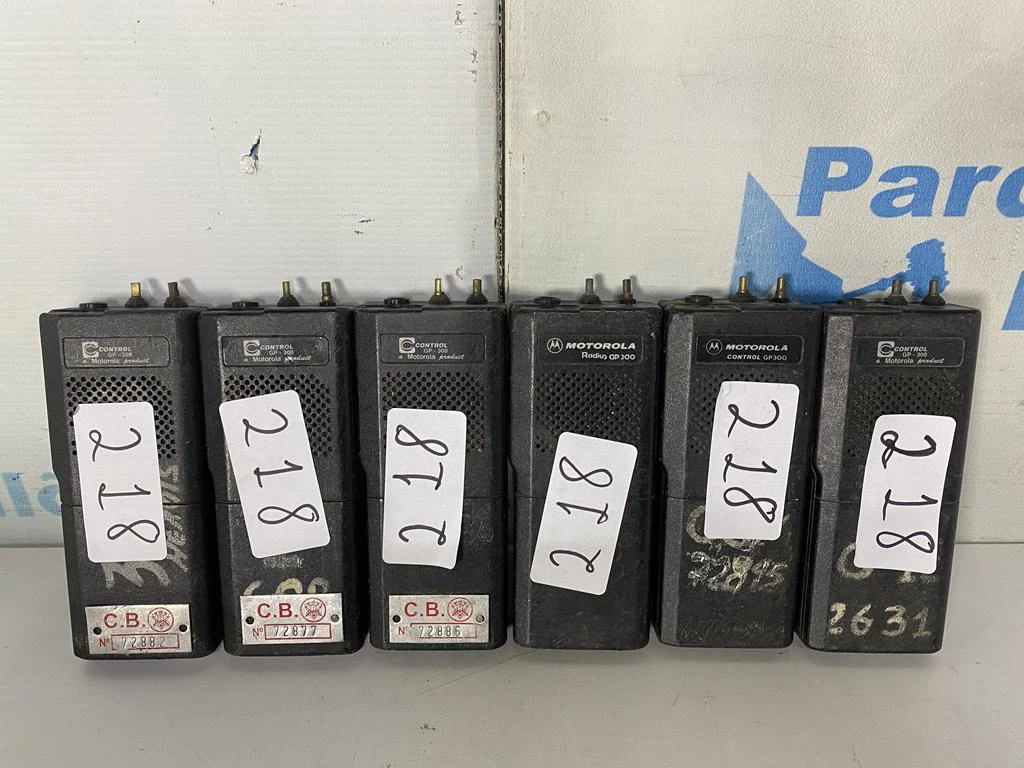 Parc
lla
CONTROL
GP-300
a Motorola product
218
C.B.
Nº 72882
CONTROL
GP-300
a Motorola product
218
C.B.
Nº 72877
CONTROL
GP-300
a Motorola product
218
C.B.
Nº 72886
MOTOROLA
Radius GP300
218
MOTOROLA
CONTROL GP300
218
CONTROL
GP-300
a Motorola product
218
2631